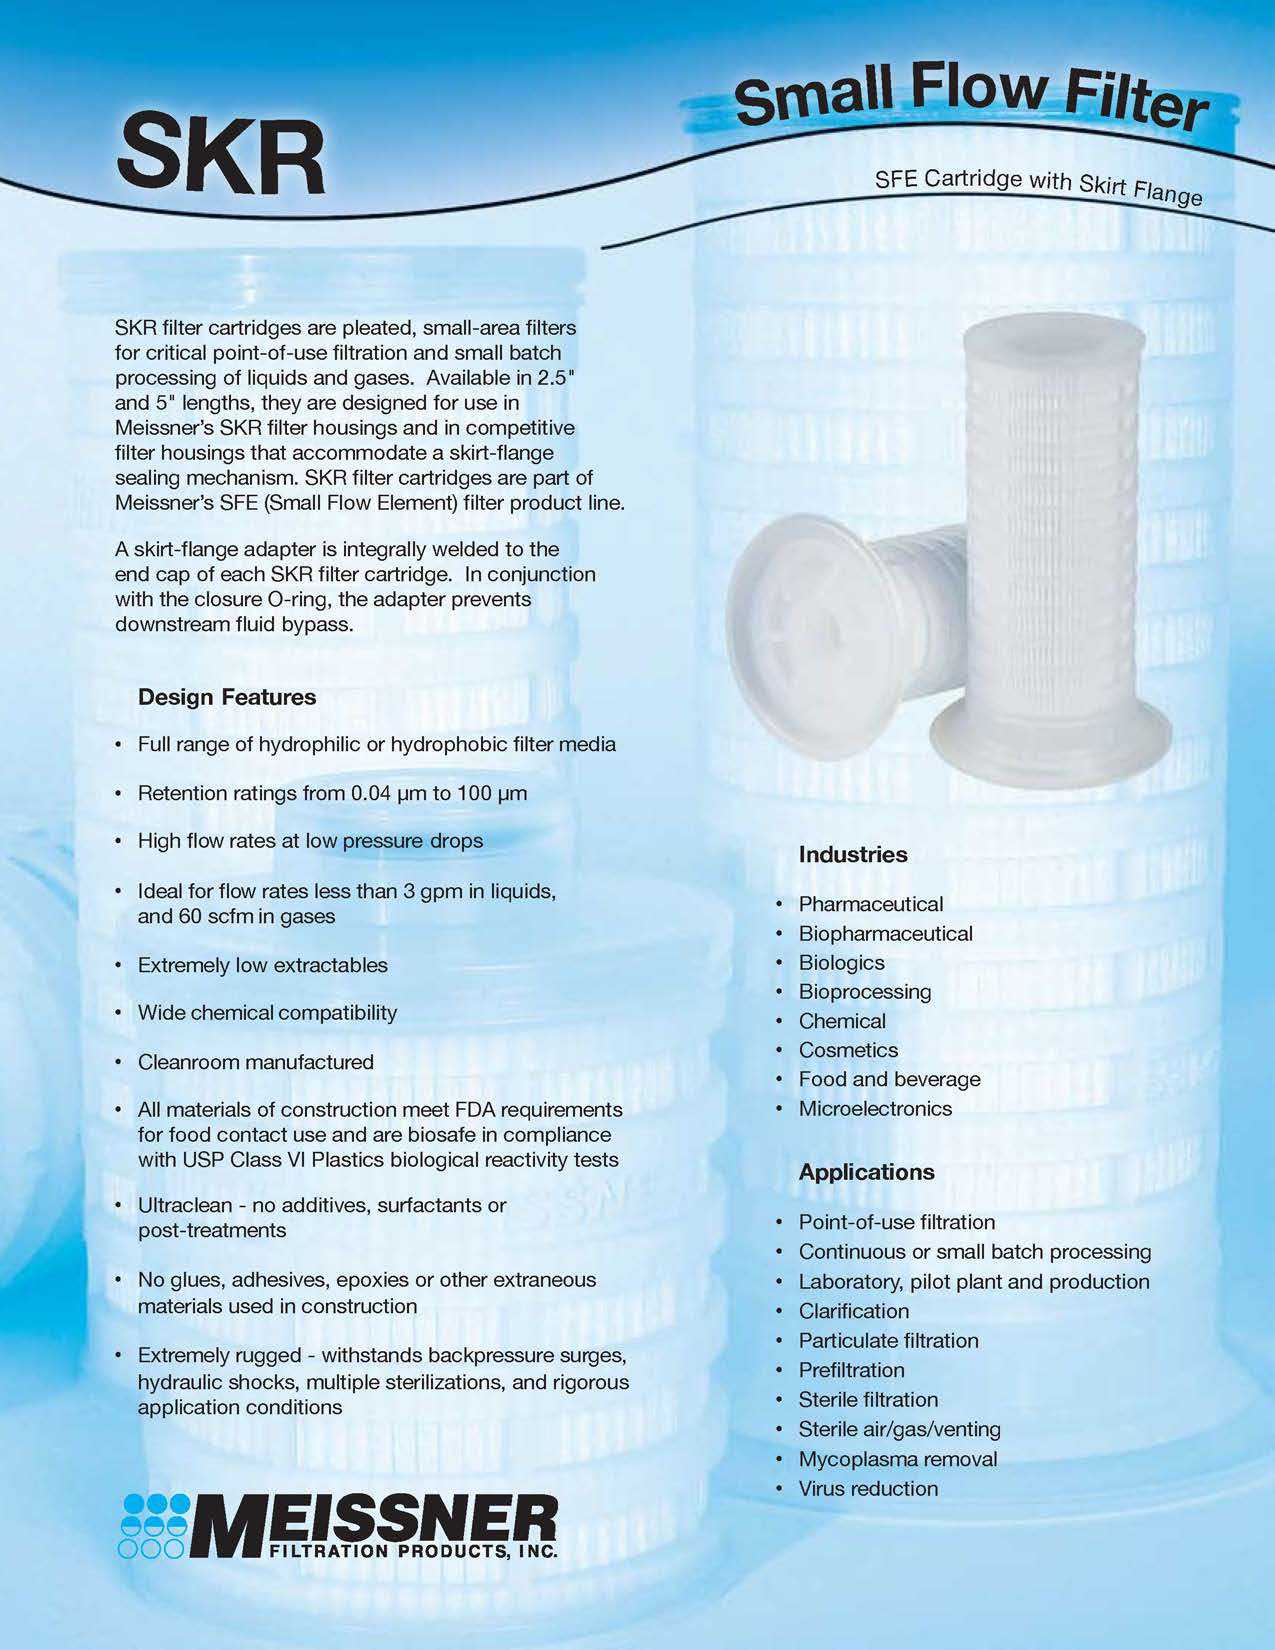 SKR
Small Flow Filter
SFE Cartridge with Skirt Flange
SKR filter cartridges are pleated, small-area filters
for critical point-of-use filtration and small batch
processing of liquids and gases.  Available in 2.5"
and 5" lengths, they are designed for use in
Meissner's SKR filter housings and in competitive
filter housings that accommodate a skirt-flange
sealing mechanism. SKR filter cartridges are part of
Meissner's SFE (Small Flow Element) filter product line.
A skirt-flange adapter is integrally welded to the
end cap of each SKR filter cartridge.  In conjunction
with the closure O-ring, the adapter prevents
downstream fluid bypass.
Design Features
• Full range of hydrophilic or hydrophobic filter media
• Retention ratings from 0.04 µm to 100 µm
• High flow rates at low pressure drops
• Ideal for flow rates less than 3 gpm in liquids,
and 60 scfm in gases
• Extremely low extractables
• Wide chemical compatibility
• Cleanroom manufactured
• All materials of construction meet FDA requirements
for food contact use and are biosafe in compliance
with USP Class VI Plastics biological reactivity tests
• Ultraclean - no additives, surfactants or
post-treatments
• No glues, adhesives, epoxies or other extraneous
materials used in construction
• Extremely rugged - withstands backpressure surges,
hydraulic shocks, multiple sterilizations, and rigorous
application conditions
Industries
• Pharmaceutical
• Biopharmaceutical
• Biologics
• Bioprocessing
• Chemical
• Cosmetics
• Food and beverage
• Microelectronics
Applications
• Point-of-use filtration
• Continuous or small batch processing
• Laboratory, pilot plant and production
• Clarification
• Particulate filtration
• Prefiltration
• Sterile filtration
• Sterile air/gas/venting
• Mycoplasma removal
• Virus reduction
MEISSNER
FILTRATION PRODUCTS, INC.